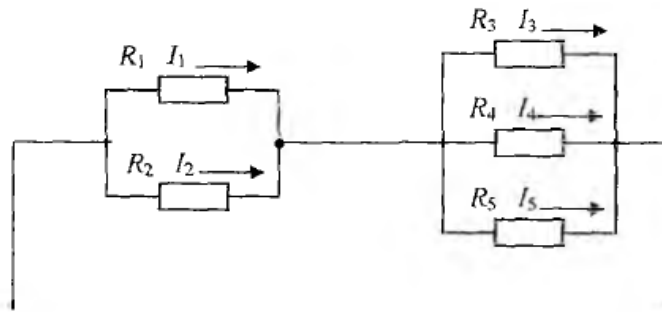 R₃ I₃
R₁ I₁
R₄ I₄
R₂ I₂
R₅ I₅